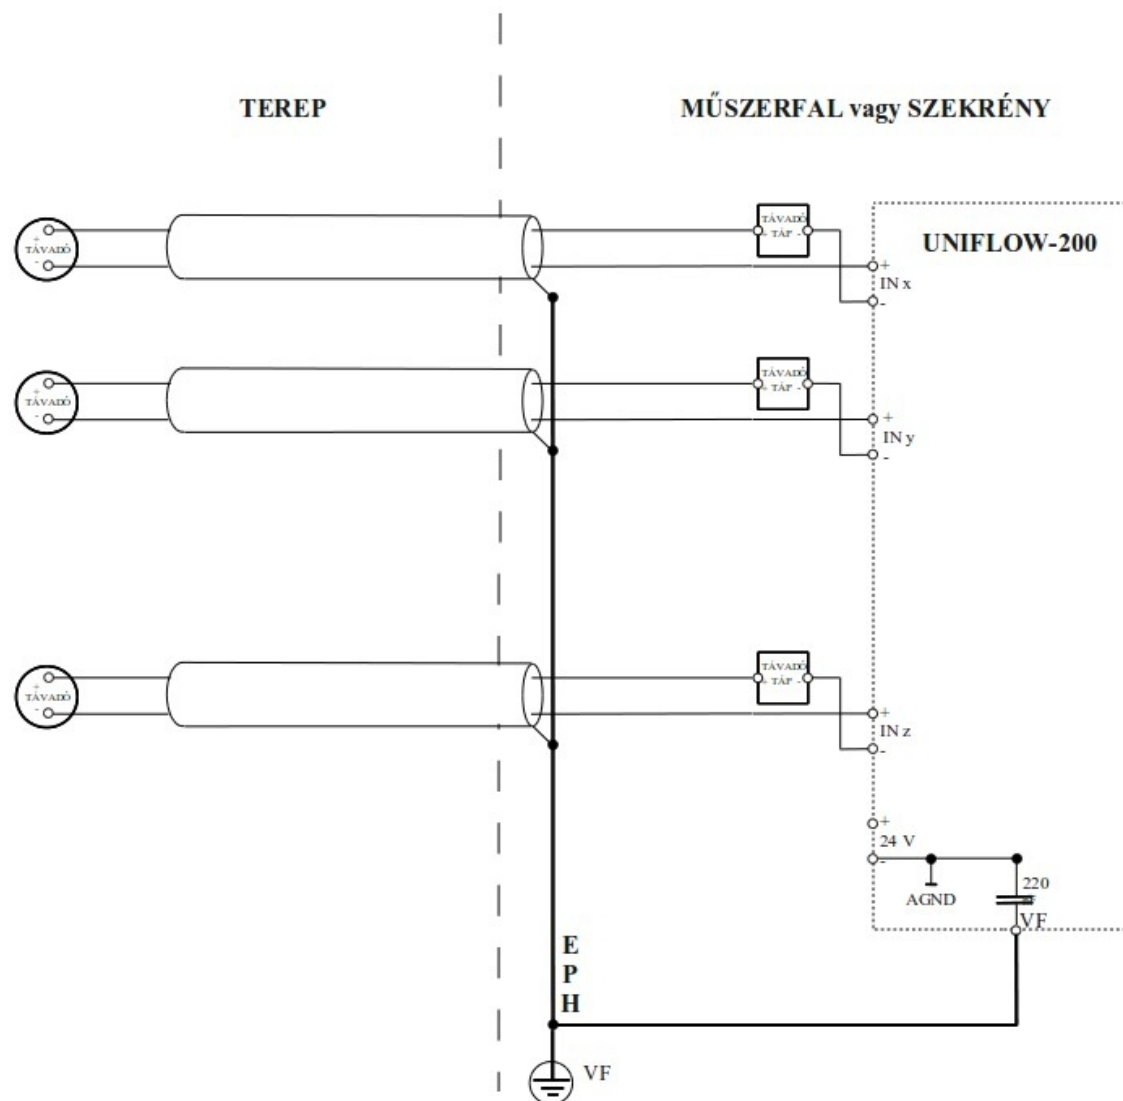 TEREP
MŰSZERFAL vagy SZEKRÉNY
UNIFLOW-200
+
TÁVADÓ
-
TÁVADÓ
+ TÁP -
+
IN x
-
+
TÁVADÓ
-
TÁVADÓ
+ TÁP -
+
IN y
-
+
TÁVADÓ
-
TÁVADÓ
+ TÁP -
+
IN z
-
+
24 V
-
AGND
220
VF
E
P
H
VF